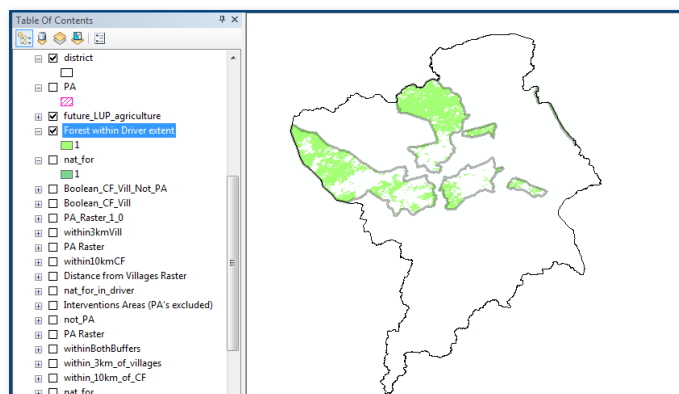 Table Of Contents
district
PA
future_LUP_agriculture
Forest within Driver extent
1
nat_for
1
Boolean_CF_Vill_Not_PA
Boolean_CF_Vill
PA_Raster_1_0
within3kmVill
PA Raster
within10kmCF
Distance from Villages Raster
nat_for_in_driver
Interventions Areas (PA's excluded)
not_PA
PA Raster
withinBothBuffers
within_3km_of_villages
within_10km_of_CF
nat_for